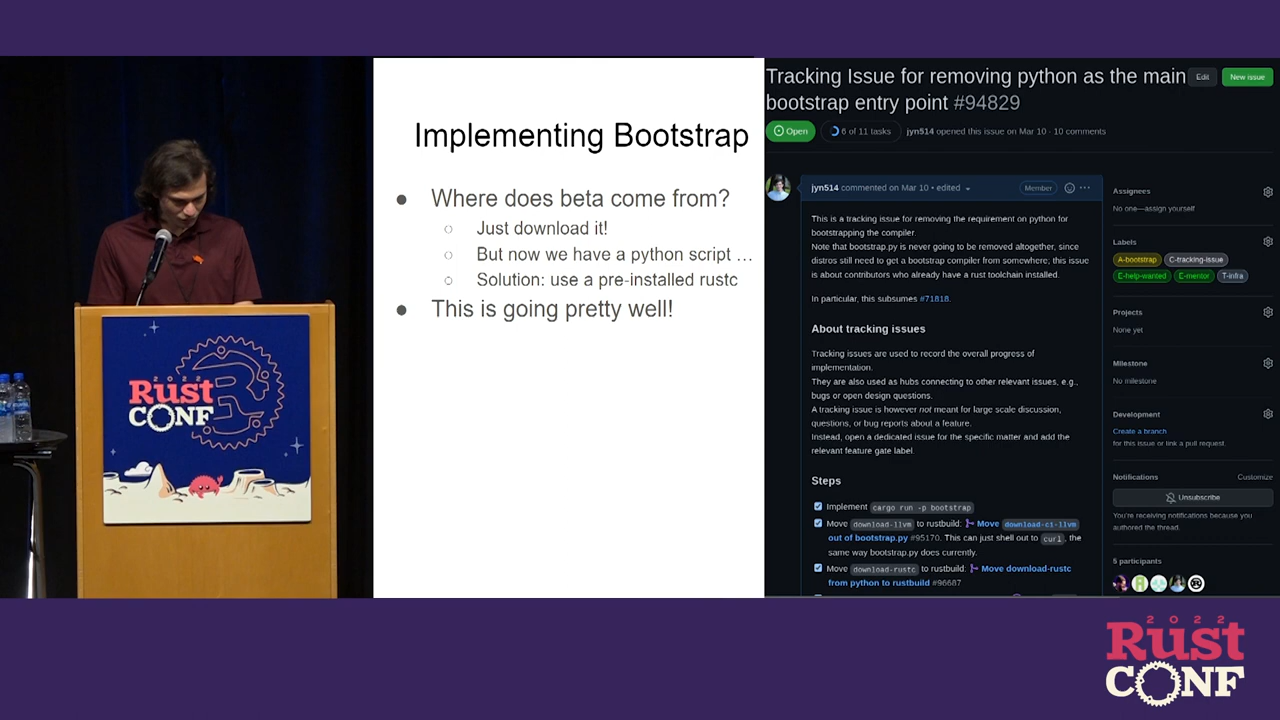 2022
Rust
CONF
Implementing Bootstrap
● Where does beta come from?
○ Just download it!
○ But now we have a python script …
○ Solution: use a pre-installed rustc
● This is going pretty well!
Tracking Issue for removing python as the main
bootstrap entry point #94829
Edit
New issue
Open
6 of 11 tasks
jyn514 opened this issue on Mar 10 · 10 comments
jyn514 commented on Mar 10 • edited
Member
This is a tracking issue for removing the requirement on python for
bootstrapping the compiler.
Note that bootstrap.py is never going to be removed altogether, since
distros still need to get a bootstrap compiler from somewhere; this issue
is about contributors who already have a rust toolchain installed.
In particular, this subsumes #71818.
About tracking issues
Tracking issues are used to record the overall progress of
implementation.
They are also used as hubs connecting to other relevant issues, e.g.,
bugs or open design questions.
A tracking issue is however not meant for large scale discussion,
questions, or bug reports about a feature.
Instead, open a dedicated issue for the specific matter and add the
relevant feature gate label.
Steps
Implement cargo run -p bootstrap
Move download-llvm to rustbuild: Move download-ci-llvm
out of bootstrap.py #95170. This can just shell out to curl, the
same way bootstrap.py does currently.
Move download-rustc to rustbuild: Move download-rustc
from python to rustbuild #96687
Assignees
No one—assign yourself
Labels
A-bootstrap
C-tracking-issue
E-help-wanted
E-mentor
T-infra
Projects
None yet
Milestone
No milestone
Development
Create a branch
for this issue or link a pull request.
Notifications
Customize
Unsubscribe
You're receiving notifications because you
authored the thread.
5 participants
2022
Rust
CONF